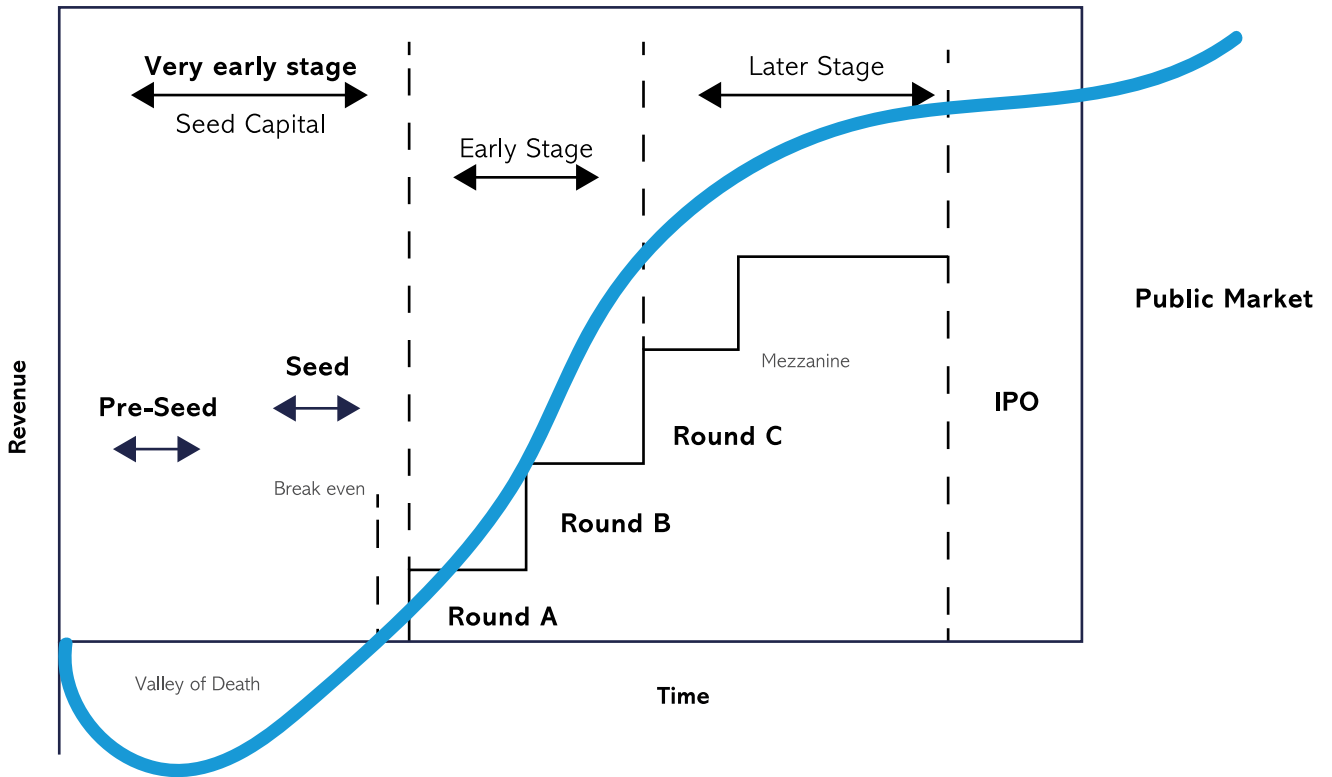 Very early stage
Seed Capital
Early Stage
Later Stage
Pre-Seed
Seed
Break even
Round A
Round B
Round C
Mezzanine
IPO
Public Market
Valley of Death
Revenue
Time